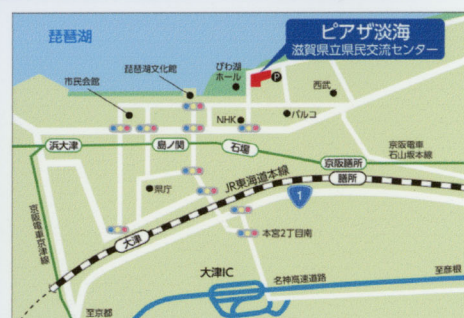 琵琶湖
ピアザ淡海
滋賀県立県民交流センター
琵琶湖文化館
びわ湖
ホール
P
西武
市民会館
NHK
パルコ
浜大津
島ノ関
石場
京阪膳所
京阪電車
石山坂本線
県庁
JR東海道本線
膳所
1
大津
本宮2丁目南
京阪電車京津線
大津IC
名神高速道路
至彦根
至京都